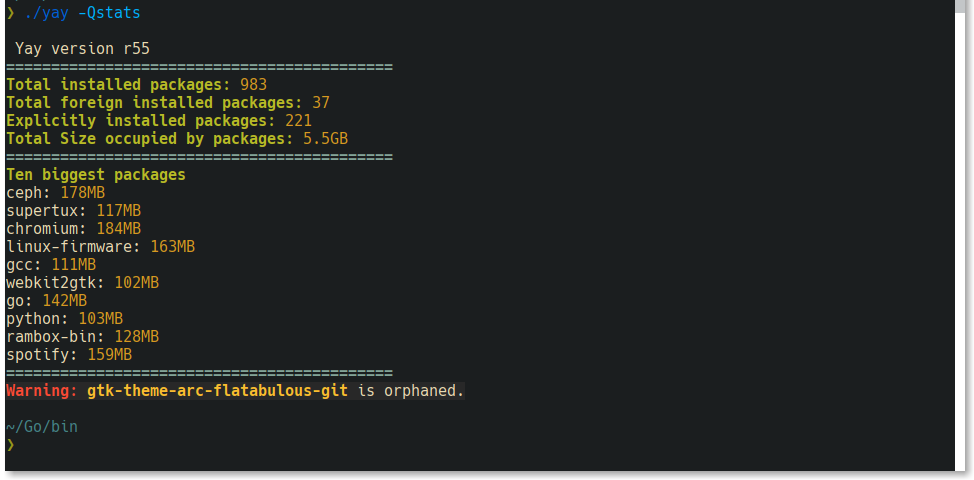 ❯ ./yay -Qstats
Yay version r55
===========================================
Total installed packages: 983
Total foreign installed packages: 37
Explicitly installed packages: 221
Total Size occupied by packages: 5.5GB
===========================================
Ten biggest packages
ceph: 178MB
supertux: 117MB
chromium: 184MB
linux-firmware: 163MB
gcc: 111MB
webkit2gtk: 102MB
go: 142MB
python: 103MB
rambox-bin: 128MB
spotify: 159MB
===========================================
Warning: gtk-theme-arc-flatabulous-git is orphaned.
~/Go/bin
❯